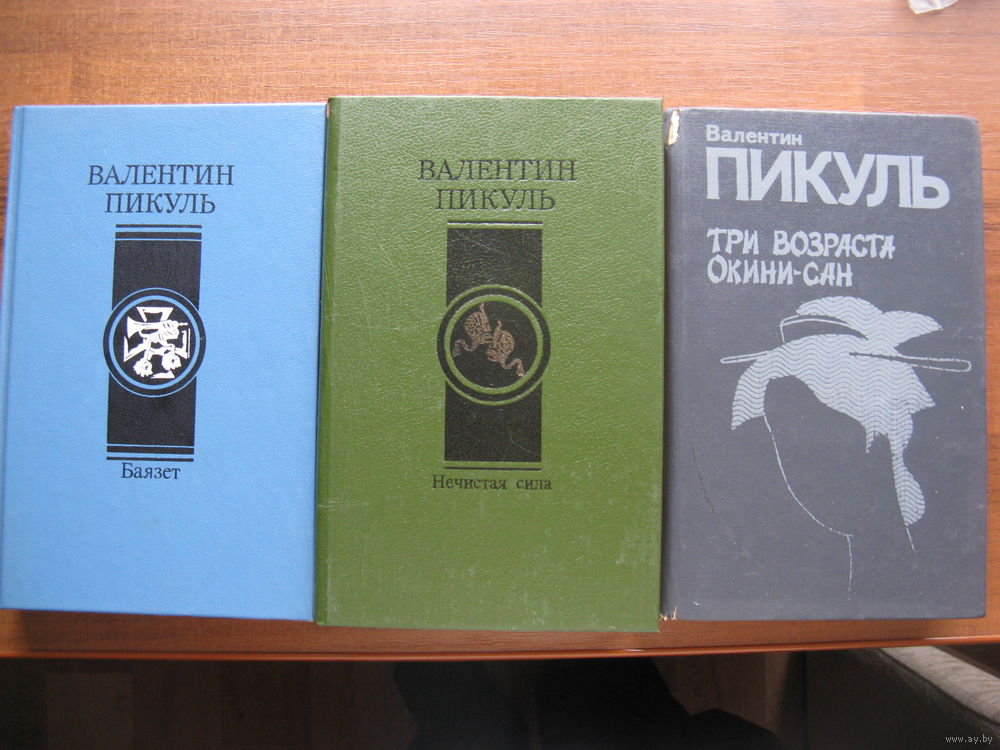 ВАЛЕНТИН
ПИКУЛЬ
Баязет
ВАЛЕНТИН
ПИКУЛЬ
Нечистая сила
Валентин
ПИКУЛЬ
ТРИ ВОЗРАСТА
ОКИНИ-САН
www.ay.by